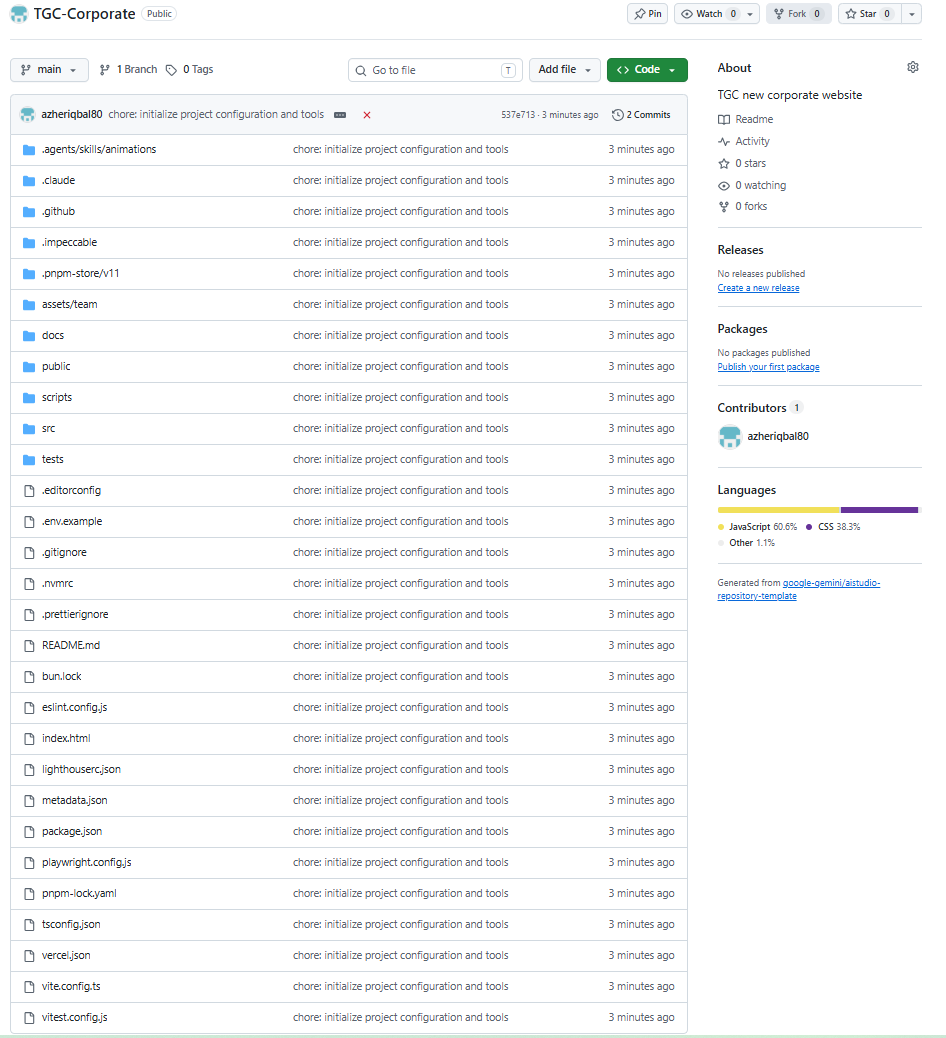 TGC-Corporate Public Pin Watch 0 Fork 0 Star 0
main 1 Branch 0 Tags Go to file T Add file Code
azheriqbal80 chore: initialize project configuration and tools 537e713 · 3 minutes ago 2 Commits
.agents/skills/animations chore: initialize project configuration and tools 3 minutes ago
.claude chore: initialize project configuration and tools 3 minutes ago
.github chore: initialize project configuration and tools 3 minutes ago
.impeccable chore: initialize project configuration and tools 3 minutes ago
.pnpm-store/v11 chore: initialize project configuration and tools 3 minutes ago
assets/team chore: initialize project configuration and tools 3 minutes ago
docs chore: initialize project configuration and tools 3 minutes ago
public chore: initialize project configuration and tools 3 minutes ago
scripts chore: initialize project configuration and tools 3 minutes ago
src chore: initialize project configuration and tools 3 minutes ago
tests chore: initialize project configuration and tools 3 minutes ago
.editorconfig chore: initialize project configuration and tools 3 minutes ago
.env.example chore: initialize project configuration and tools 3 minutes ago
.gitignore chore: initialize project configuration and tools 3 minutes ago
.nvmrc chore: initialize project configuration and tools 3 minutes ago
.prettierignore chore: initialize project configuration and tools 3 minutes ago
README.md chore: initialize project configuration and tools 3 minutes ago
bun.lock chore: initialize project configuration and tools 3 minutes ago
eslint.config.js chore: initialize project configuration and tools 3 minutes ago
index.html chore: initialize project configuration and tools 3 minutes ago
lighthouserc.json chore: initialize project configuration and tools 3 minutes ago
metadata.json chore: initialize project configuration and tools 3 minutes ago
package.json chore: initialize project configuration and tools 3 minutes ago
playwright.config.js chore: initialize project configuration and tools 3 minutes ago
pnpm-lock.yaml chore: initialize project configuration and tools 3 minutes ago
tsconfig.json chore: initialize project configuration and tools 3 minutes ago
vercel.json chore: initialize project configuration and tools 3 minutes ago
vite.config.ts chore: initialize project configuration and tools 3 minutes ago
vitest.config.js chore: initialize project configuration and tools 3 minutes ago
About
TGC new corporate website
Readme
Activity
0 stars
0 watching
0 forks
Releases
No releases published
Create a new release
Packages
No packages published
Publish your first package
Contributors 1
azheriqbal80
Languages
JavaScript 60.6% CSS 38.3%
Other 1.1%
Generated from google-gemini/aistudio-
repository-template